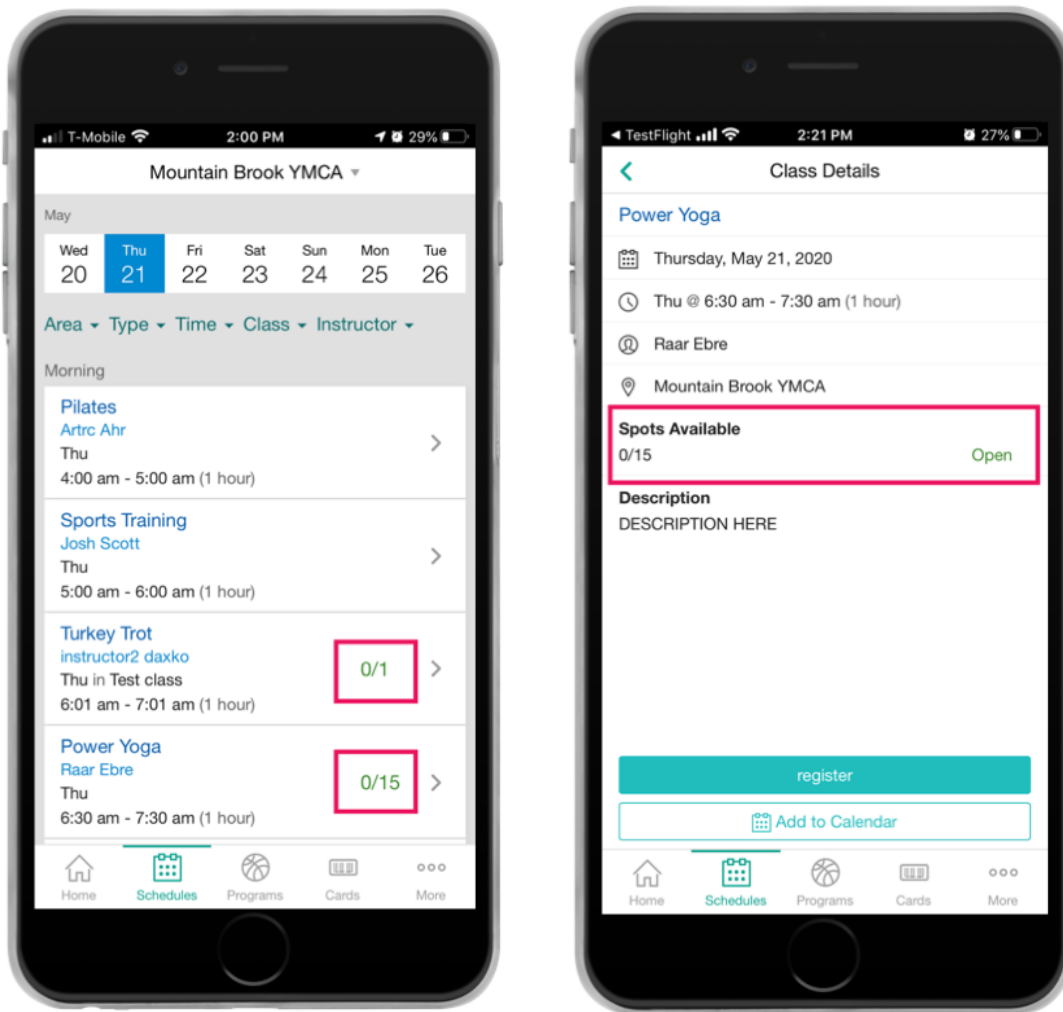 T-Mobile 2:00 PM 29%
Mountain Brook YMCA
May
Wed Thu Fri Sat Sun Mon Tue
20 21 22 23 24 25 26
Area Type Time Class Instructor
Morning
Pilates
Artrc Ahr
Thu
4:00 am - 5:00 am (1 hour)
Sports Training
Josh Scott
Thu
5:00 am - 6:00 am (1 hour)
Turkey Trot
instructor2 daxko
Thu in Test class
6:01 am - 7:01 am (1 hour)
0/1
Power Yoga
Raar Ebre
Thu
6:30 am - 7:30 am (1 hour)
0/15
Home Schedules Programs Cards More
TestFlight 2:21 PM 27%
Class Details
Power Yoga
Thursday, May 21, 2020
Thu @ 6:30 am - 7:30 am (1 hour)
Raar Ebre
Mountain Brook YMCA
Spots Available
0/15 Open
Description
DESCRIPTION HERE
register
Add to Calendar
Home Schedules Programs Cards More